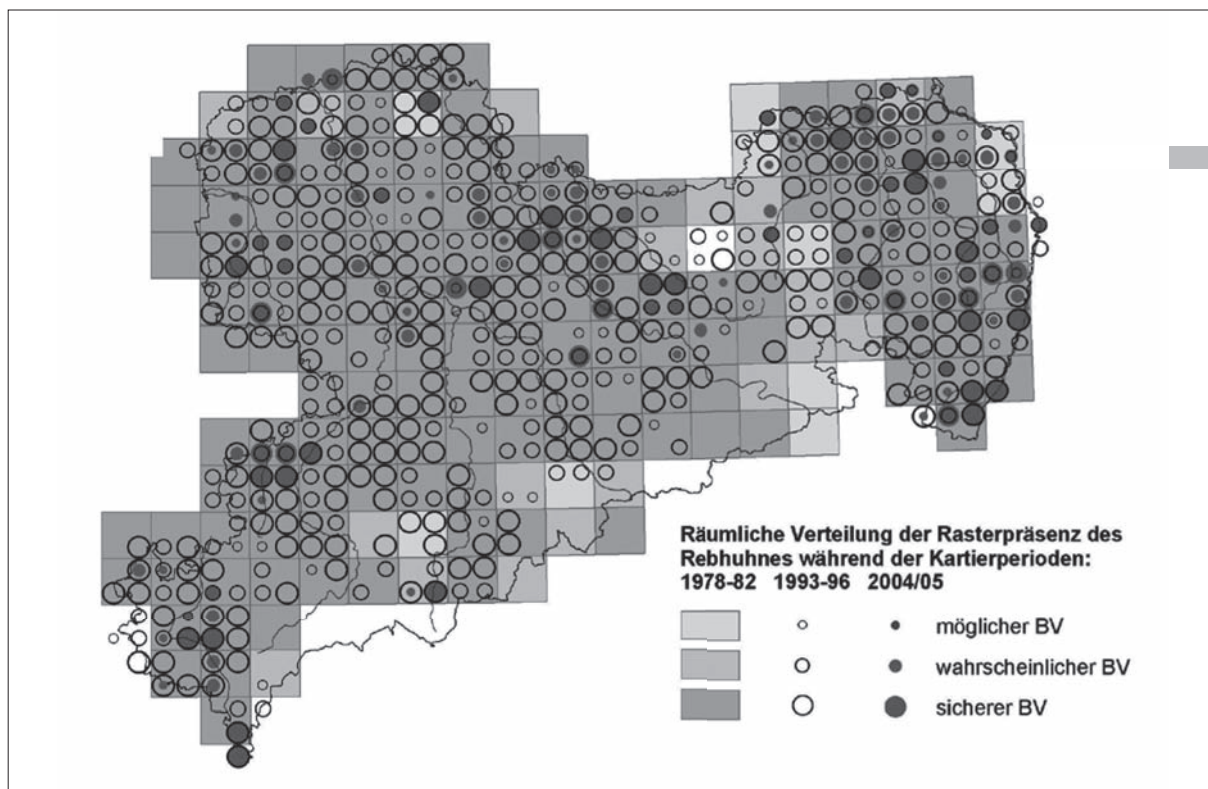 Räumliche Verteilung der Rasterpräsenz des
Rebhuhnes während der Kartierperioden:
1978-82 1993-96 2004/05
möglicher BV
wahrscheinlicher BV
sicherer BV